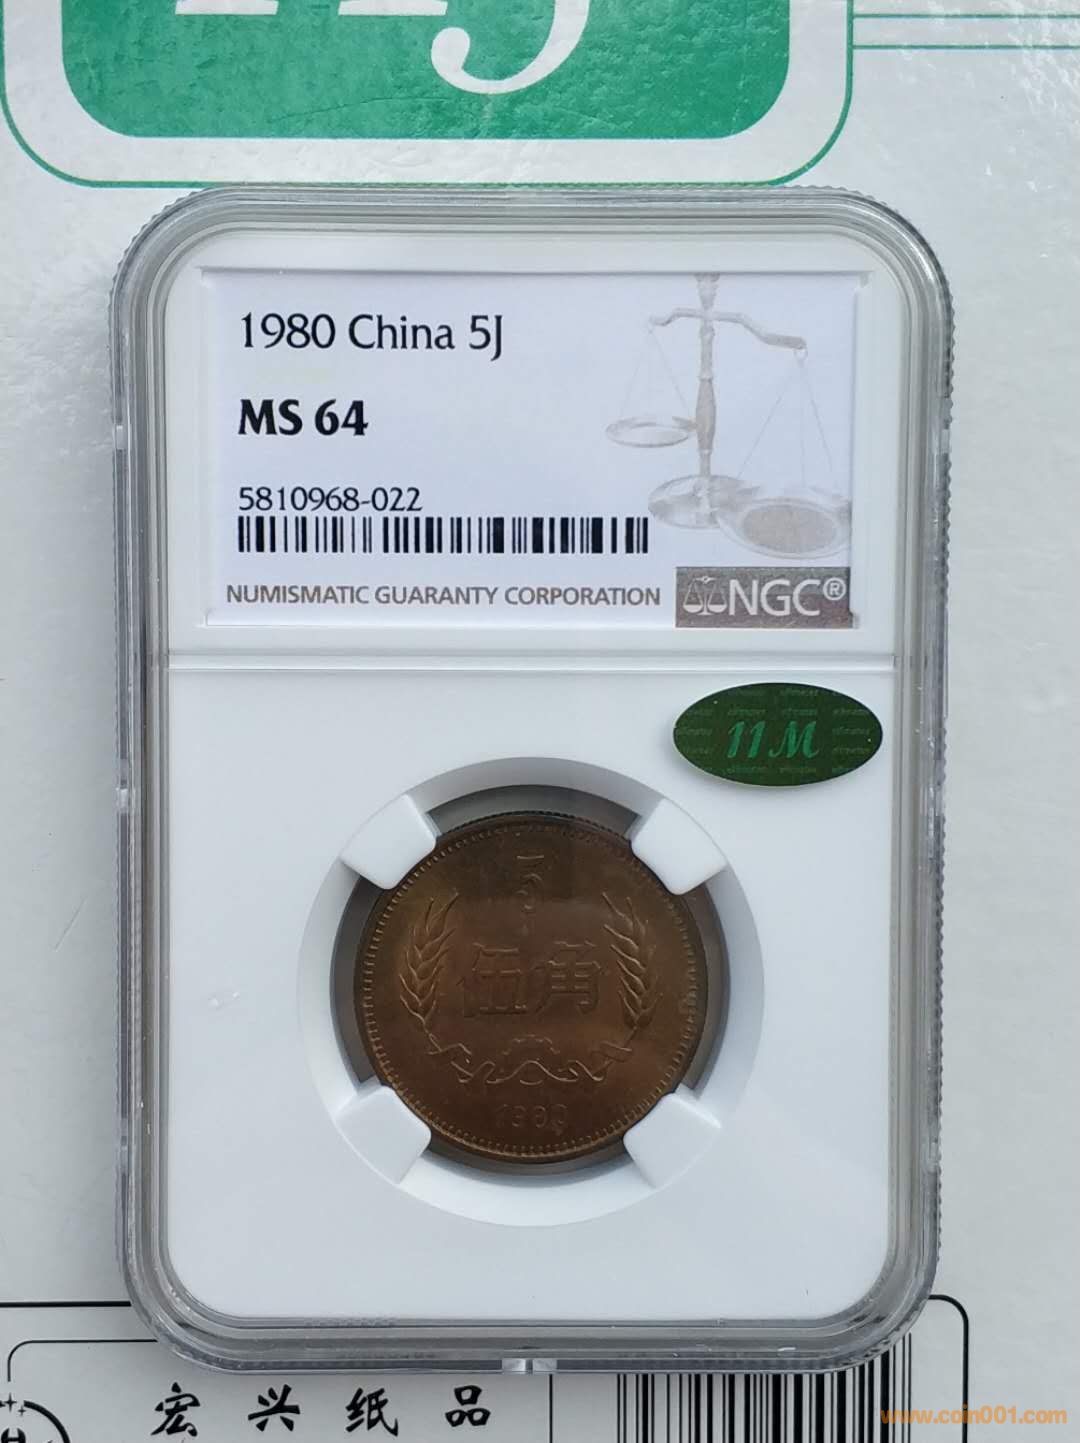 1980 China 5J
MS 64
5810968-022
NUMISMATIC GUARANTY CORPORATION
NGC®
11M
伍角
1980
宏兴纸品
www.coin001.com